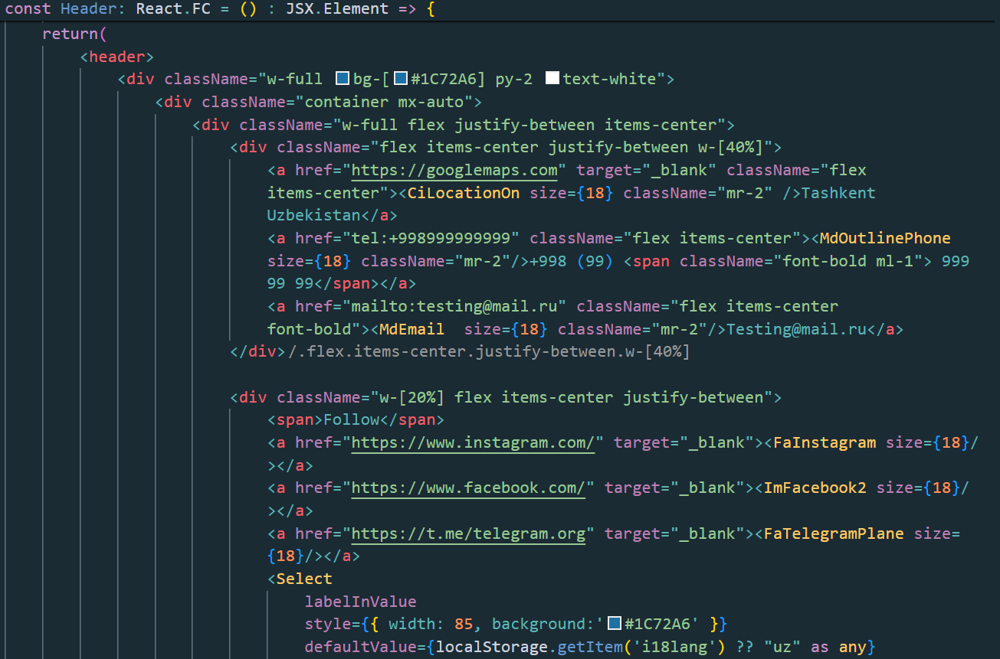 const Header: React.FC = () : JSX.Element => {
return(
<header>
<div className="w-full bg-[#1C72A6] py-2 text-white">
<div className="container mx-auto">
<div className="w-full flex justify-between items-center">
<div className="flex items-center justify-between w-[40%]">
<a href="https://googlemaps.com" target="_blank" className="flex
items-center"><CiLocationOn size={18} className="mr-2" />Tashkent
Uzbekistan</a>
<a href="tel:+998999999999" className="flex items-center"><MdOutlinePhone
size={18} className="mr-2"/>+998 (99) <span className="font-bold ml-1"> 999
99 99</span></a>
<a href="mailto:testing@mail.ru" className="flex items-center
font-bold"><MdEmail  size={18} className="mr-2"/>Testing@mail.ru</a>
</div>/.flex.items-center.justify-between.w-[40%]
<div className="w-[20%] flex items-center justify-between">
<span>Follow</span>
<a href="https://www.instagram.com/" target="_blank"><FaInstagram size={18}/
></a>
<a href="https://www.facebook.com/" target="_blank"><ImFacebook2 size={18}/
></a>
<a href="https://t.me/telegram.org" target="_blank"><FaTelegramPlane size=
{18}/></a>
<Select
labelInValue
style={{ width: 85, background:'#1C72A6' }}
defaultValue={localStorage.getItem('i18lang') ?? "uz" as any}